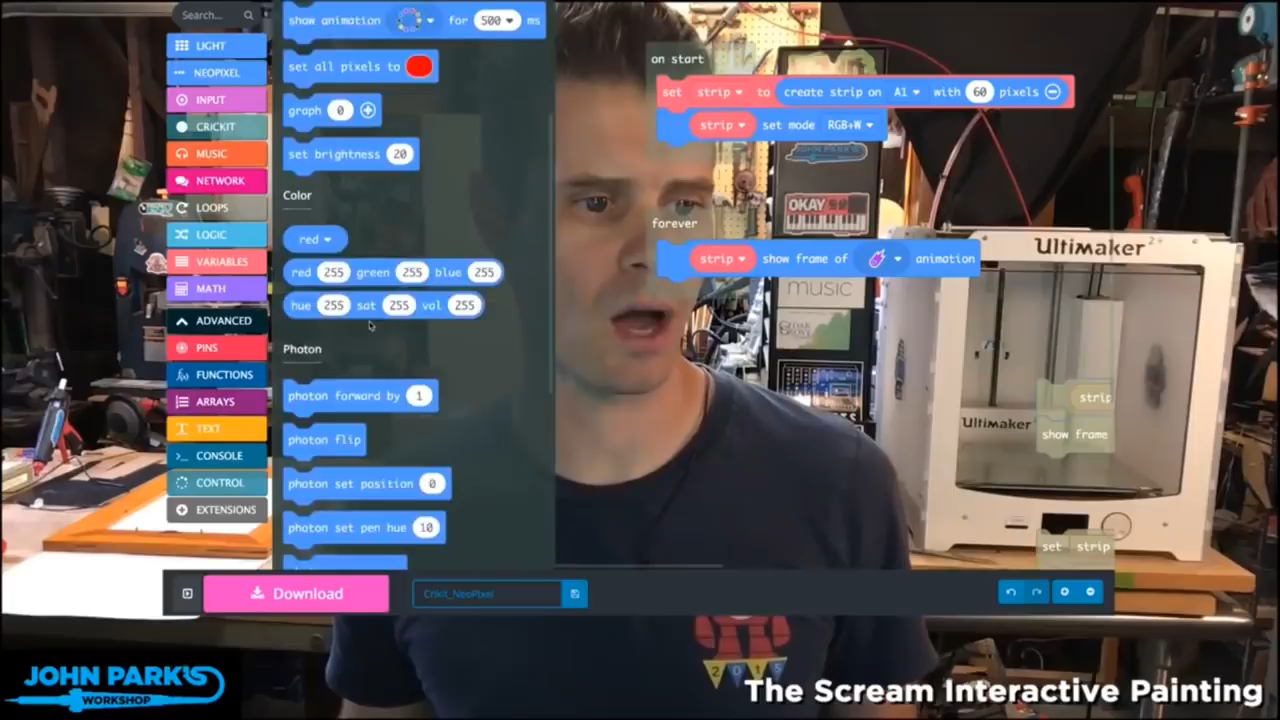 Search...
LIGHT
NEOPIXEL
INPUT
CRICKIT
MUSIC
NETWORK
LOOPS
LOGIC
VARIABLES
MATH
ADVANCED
PINS
FUNCTIONS
ARRAYS
TEXT
CONSOLE
CONTROL
EXTENSIONS
show animation for 500 ms
set all pixels to
graph 0
set brightness 20
Color
red
red 255 green 255 blue 255
hue 255 sat 255 val 255
Photon
photon forward by 1
photon flip
photon set position 0
photon set pen hue 10
on start
set strip to create strip on A1 with 60 pixels
strip set mode RGB+W
forever
strip show frame of animation
OKAY
MUSIC
Ultimaker 2+
Ultimaker
strip
show frame
set strip
Download
Crikit_NeoPixel
2015
JOHN PARK'S
WORKSHOP
The Scream Interactive Painting